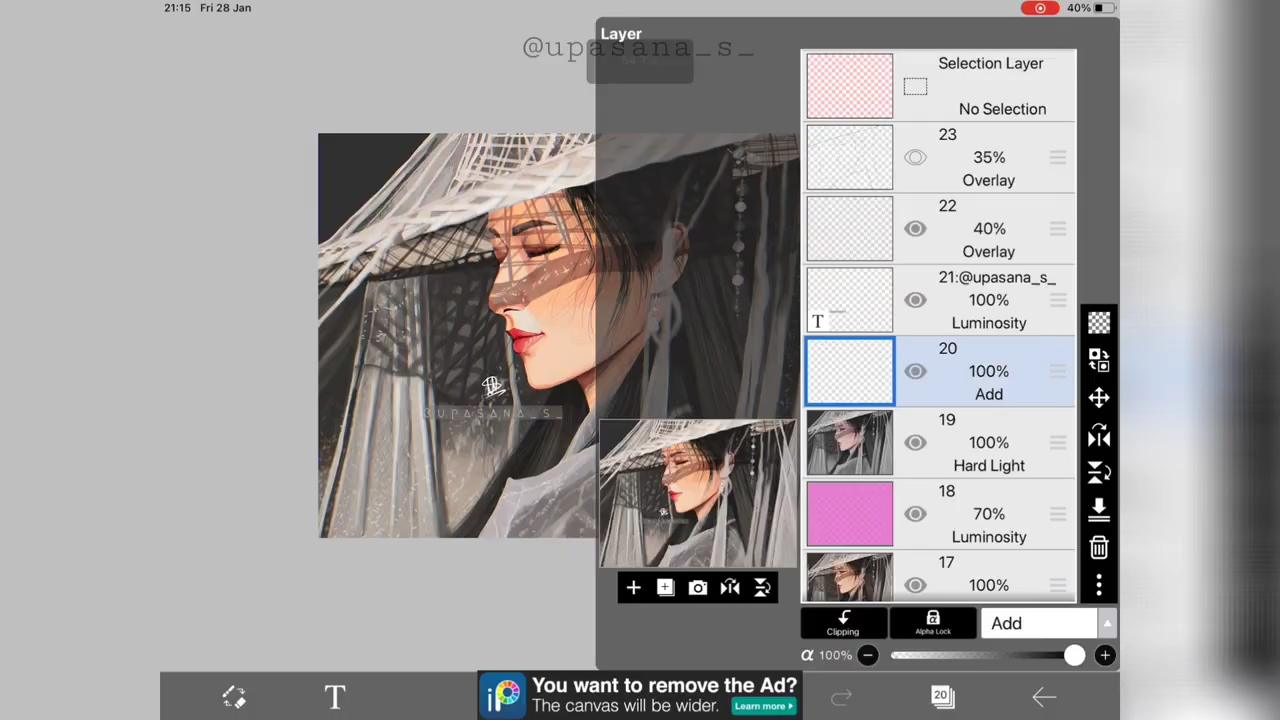 21:15 Fri 28 Jan
40%
Layer
@upasana_s_
Selection Layer
No Selection
23
35%
Overlay
22
40%
Overlay
21:@upasana_s_
100%
Luminosity
T
20
100%
Add
19
100%
Hard Light
18
70%
Luminosity
17
100%
@UPASANA_S_
Clipping
Alpha Lock
Add
α 100%
T
iP
You want to remove the Ad?
The canvas will be wider.
Learn more
20